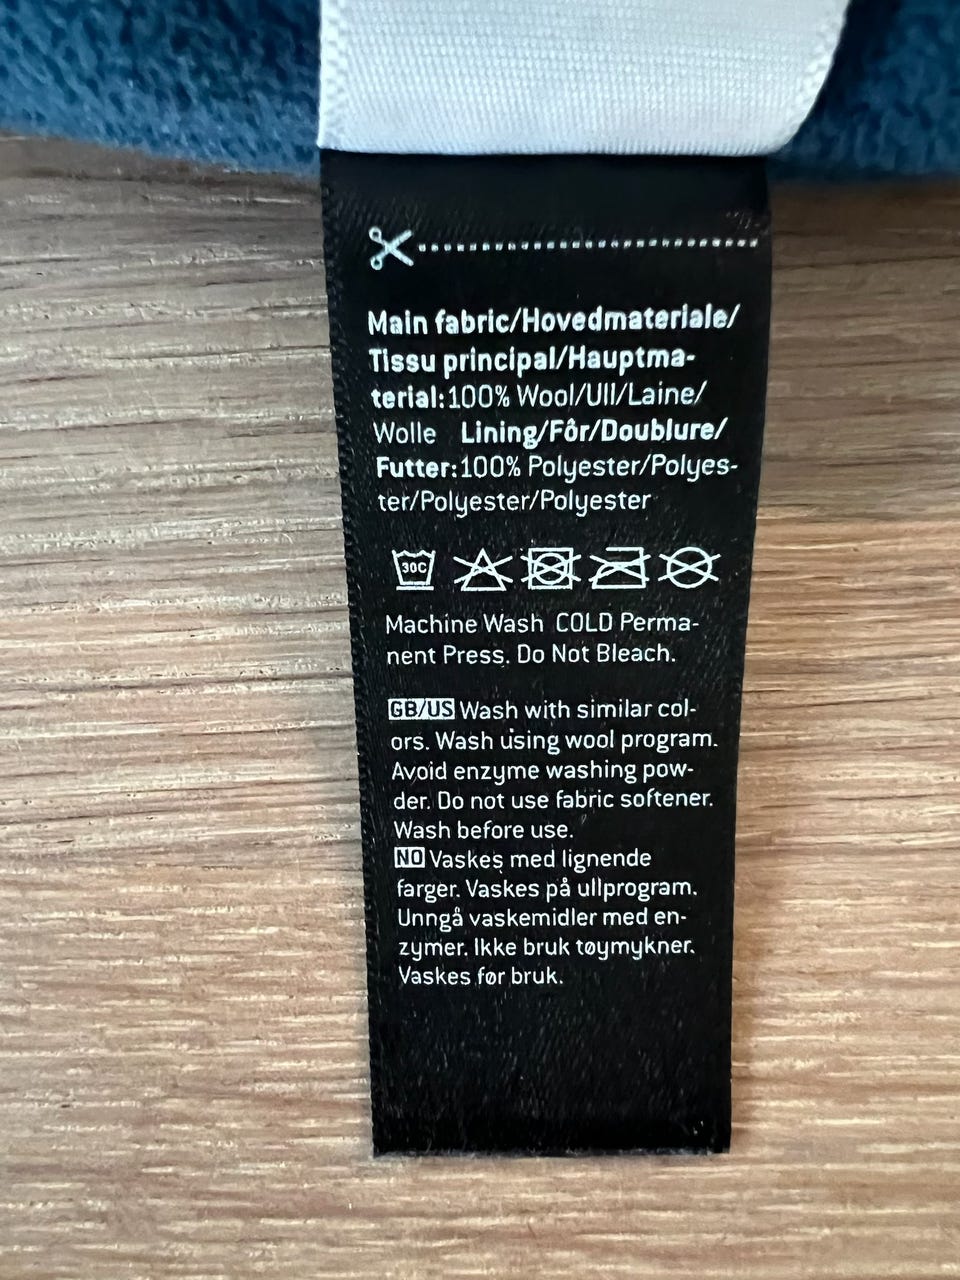 Main fabric/Hovedmateriale/
Tissu principal/Hauptma-
terial:100% Wool/Ull/Laine/
Wolle Lining/Fôr/Doublure/
Futter:100% Polyester/Polyes-
ter/Polyester/Polyester
30C
Machine Wash COLD Perma-
nent Press. Do Not Bleach.
GB/US Wash with similar col-
ors. Wash using wool program.
Avoid enzyme washing pow-
der. Do not use fabric softener.
Wash before use.
NO Vaskes med lignende
farger. Vaskes på ullprogram.
Unngå vaskemidler med en-
zymer. Ikke bruk tøymykner.
Vaskes før bruk.